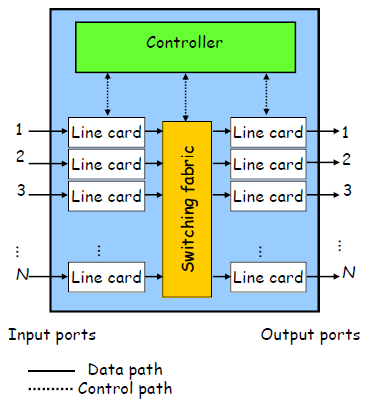 Controller
1 Line card Line card 1
2 Line card Line card 2
3 Line card Line card 3
Switching fabric
... ... ... ...
N Line card Line card N
Input ports Output ports
Data path
Control path